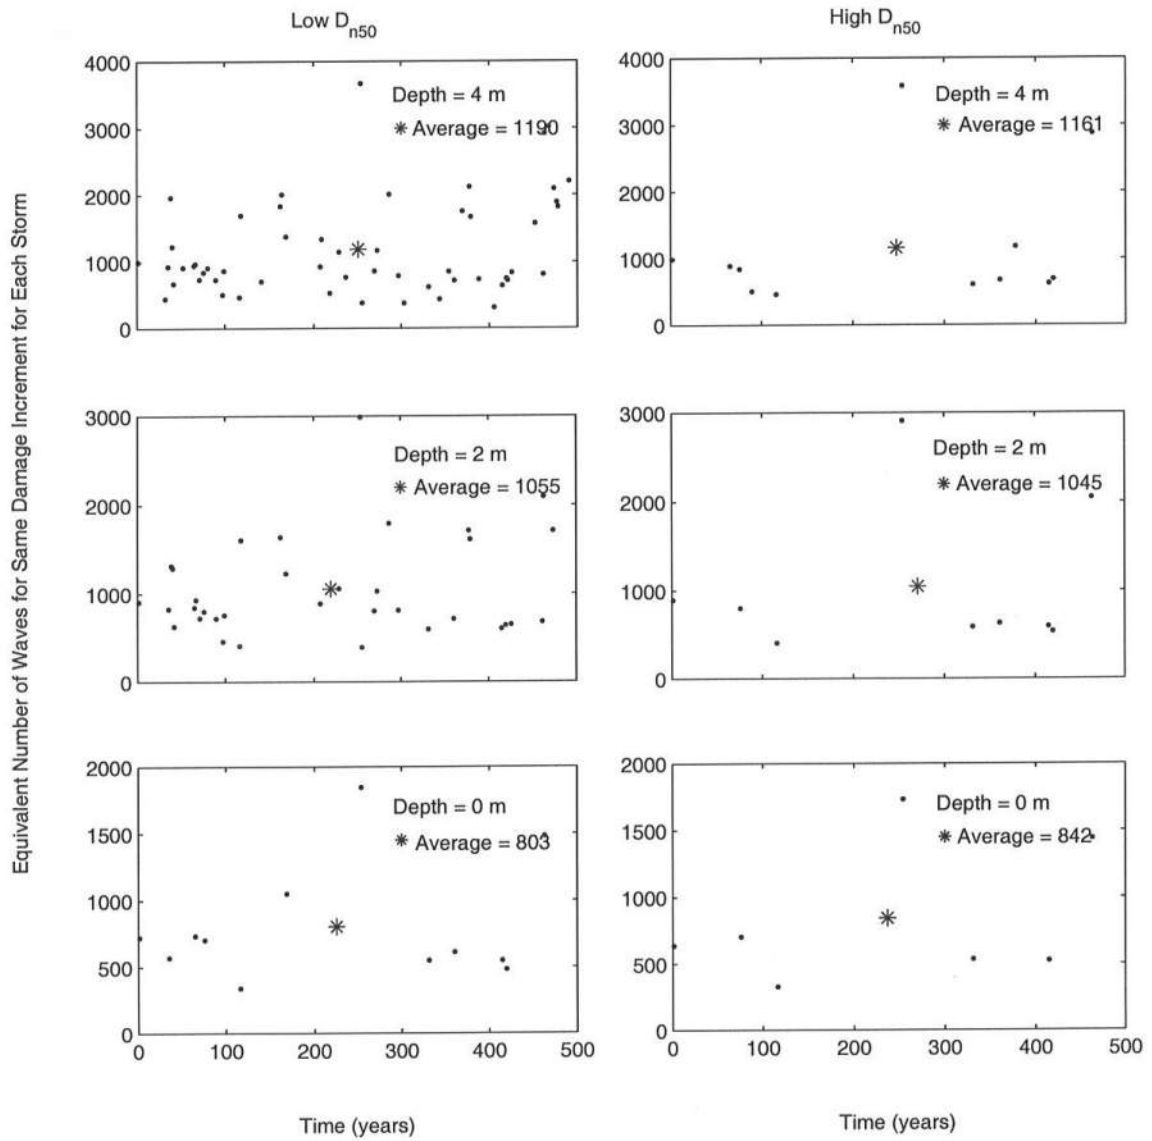 Low Dn50
High Dn50
Equivalent Number of Waves for Same Damage Increment for Each Storm
4000
3000
2000
1000
0
Depth = 4 m
Average = 1190
4000
3000
2000
1000
0
Depth = 4 m
Average = 1161
3000
2000
1000
0
Depth = 2 m
Average = 1055
3000
2000
1000
0
Depth = 2 m
Average = 1045
2000
1500
1000
500
0
Depth = 0 m
Average = 803
0 100 200 300 400 500
Time (years)
2000
1500
1000
500
0
Depth = 0 m
Average = 842
0 100 200 300 400 500
Time (years)